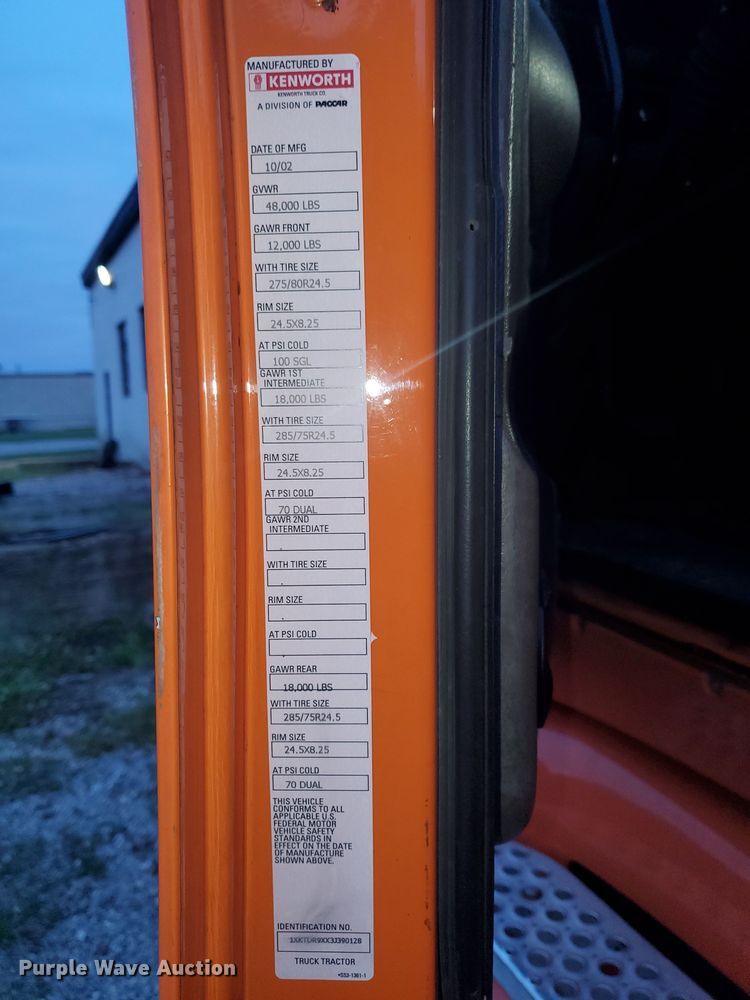 MANUFACTURED BY
KENWORTH
KENWORTH TRUCK CO.
A DIVISION OF PACCAR
DATE OF MFG
10/02
GVWR
48,000 LBS
GAWR FRONT
12,000 LBS
WITH TIRE SIZE
275/80R24.5
RIM SIZE
24.5X8.25
AT PSI COLD
100 SGL
GAWR 1ST
INTERMEDIATE
18,000 LBS
WITH TIRE SIZE
285/75R24.5
RIM SIZE
24.5X8.25
AT PSI COLD
70 DUAL
GAWR 2ND
INTERMEDIATE
.
WITH TIRE SIZE
.
RIM SIZE
.
AT PSI COLD
.
GAWR REAR
18,000 LBS
WITH TIRE SIZE
285/75R24.5
RIM SIZE
24.5X8.25
AT PSI COLD
70 DUAL
THIS VEHICLE
CONFORMS TO ALL
APPLICABLE U.S.
FEDERAL MOTOR
VEHICLE SAFETY
STANDARDS IN
EFFECT ON THE DATE
OF MANUFACTURE
SHOWN ABOVE.
IDENTIFICATION NO.
1XKTDR9XX3J390128
TRUCK TRACTOR
*S53-1361-1
Purple Wave Auction